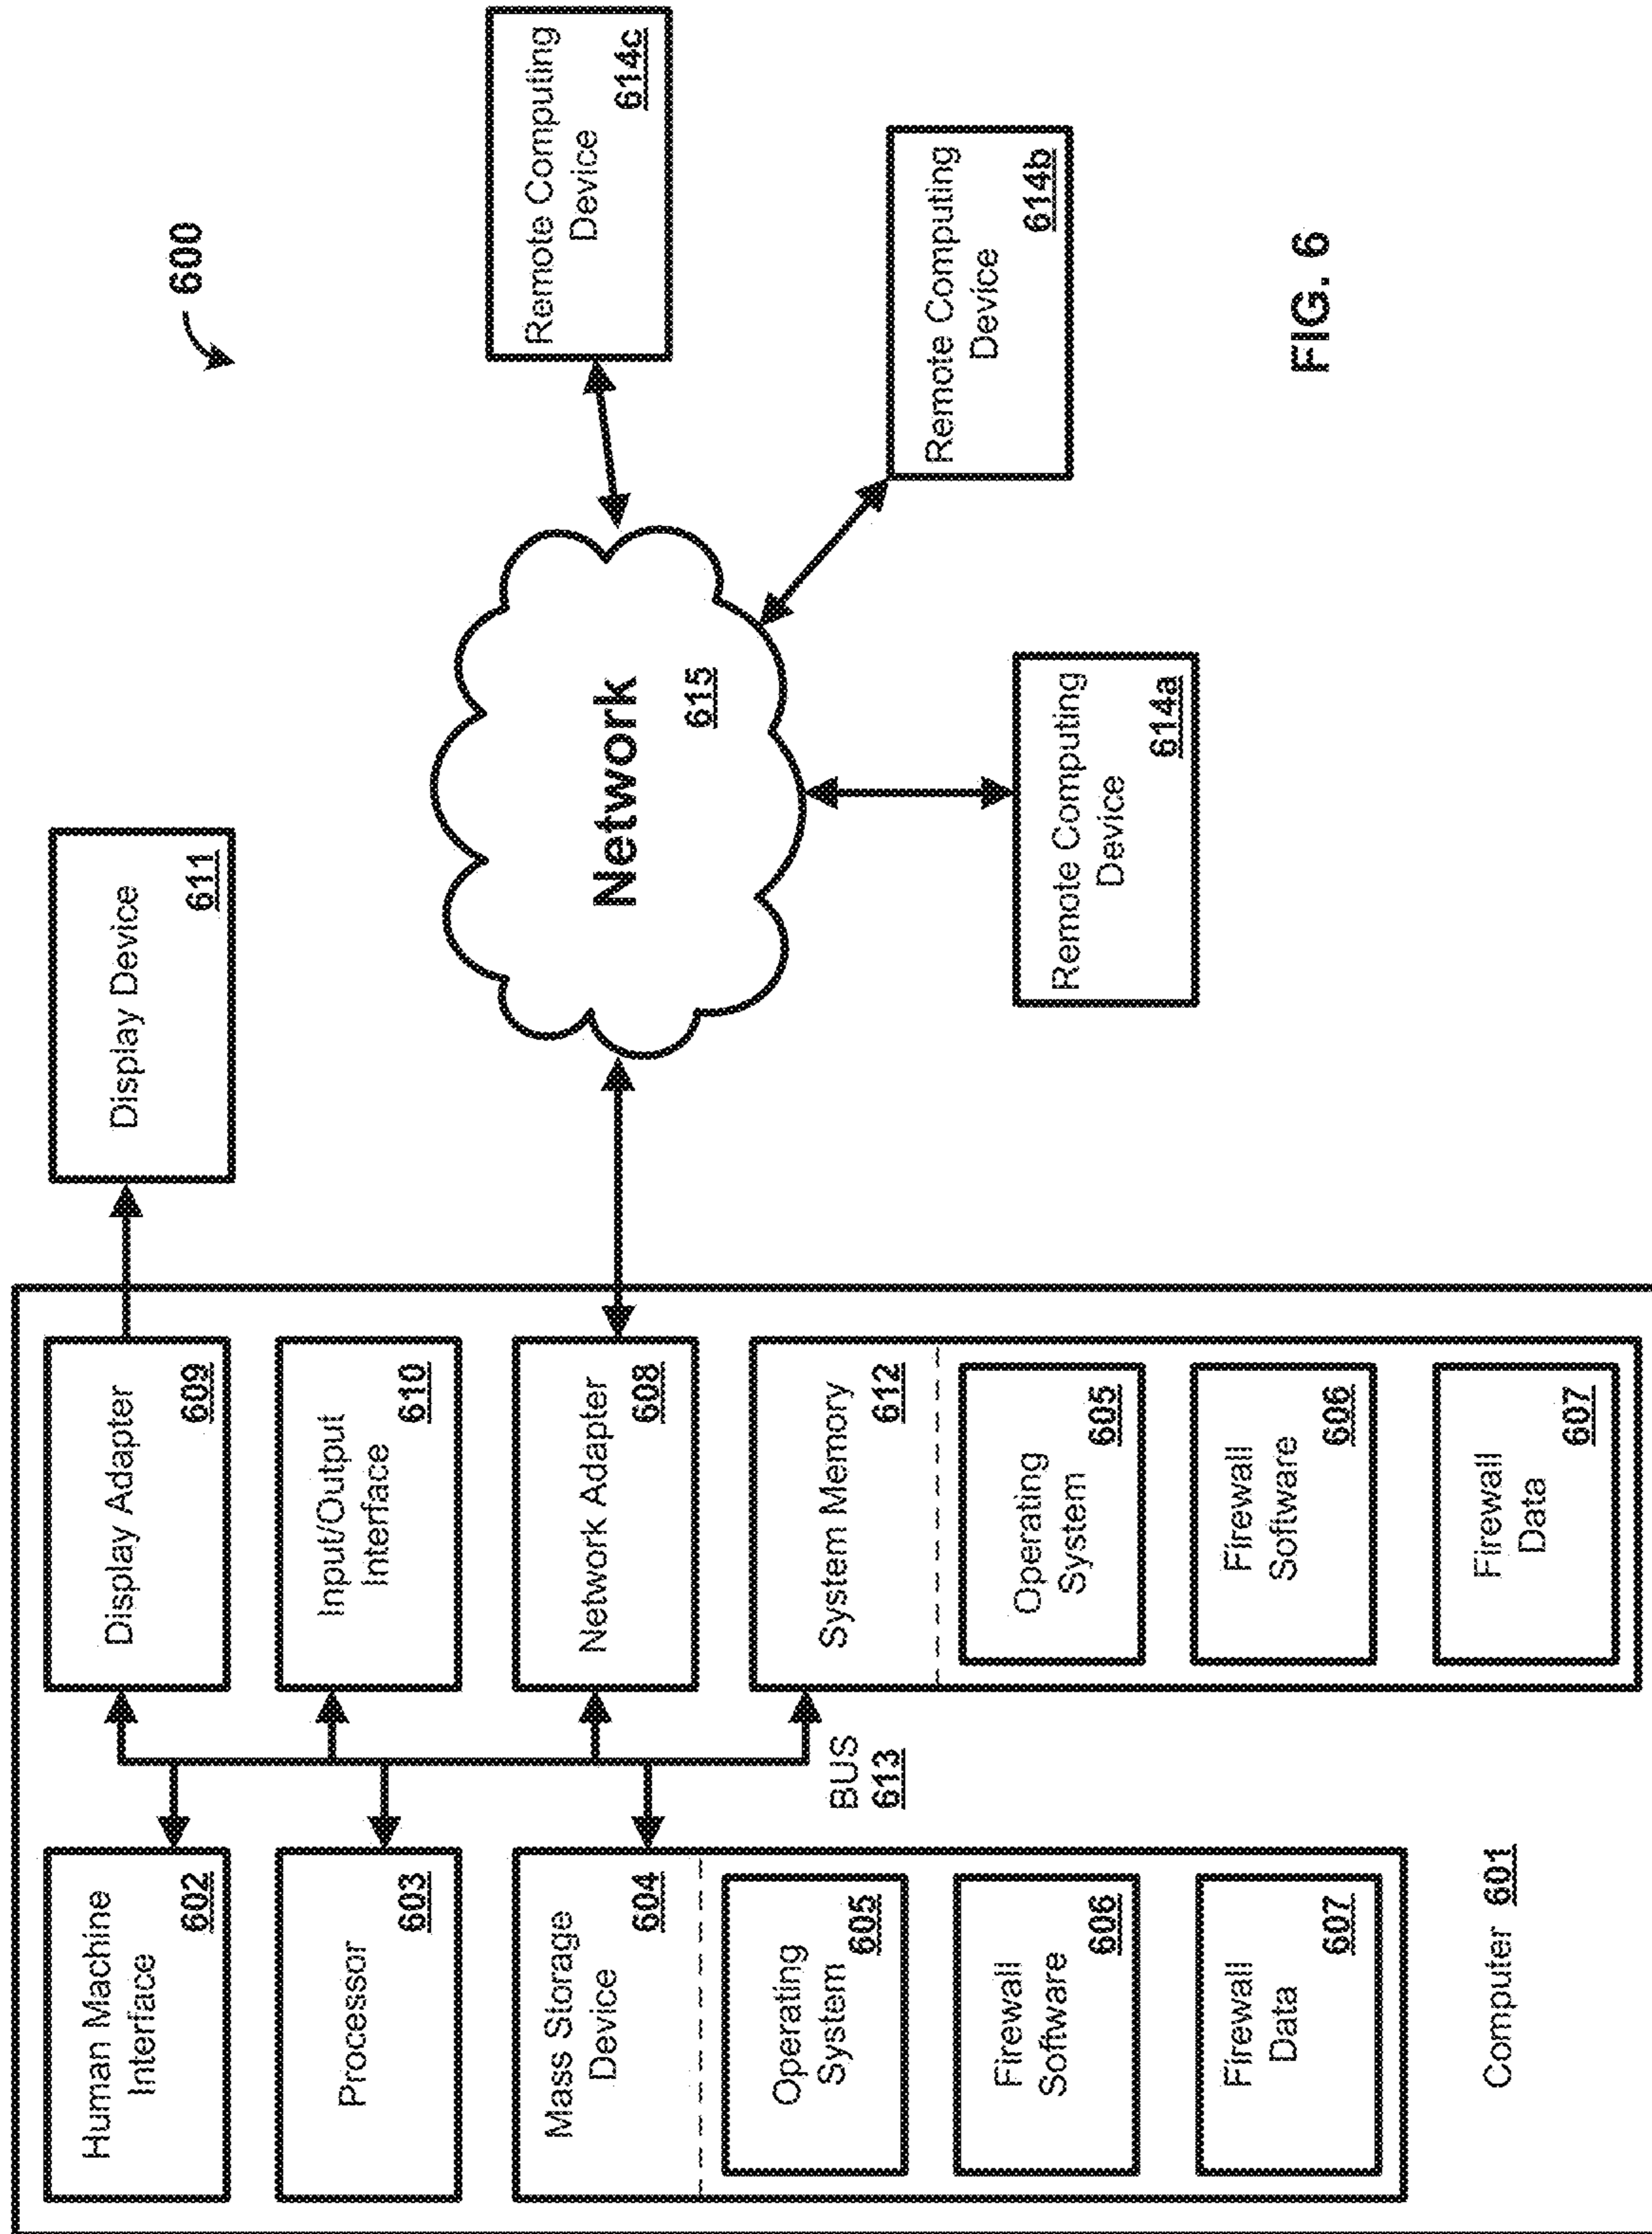 600
Human Machine
Interface
602
Processor
603
Mass Storage
Device
604
Operating
System
605
Firewall
Software
606
Firewall
Data
607
Computer 601
BUS
613
Display Adapter
609
Input/Output
Interface
610
Network Adapter
608
System Memory
612
Operating
System
605
Firewall
Software
606
Firewall
Data
607
Display Device
611
Network
615
Remote Computing
Device
614a
Remote Computing
Device
614b
Remote Computing
Device
614c
FIG. 6